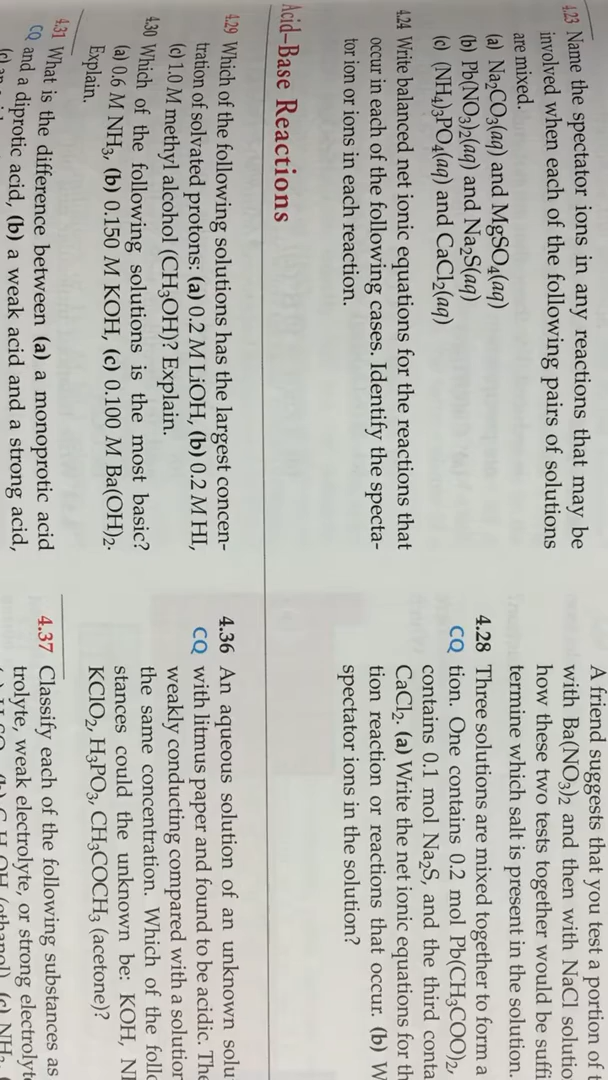 4.23 Name the spectator ions in any reactions that may be
involved when each of the following pairs of solutions
are mixed.
(a) Na₂CO₃(aq) and MgSO₄(aq)
(b) Pb(NO₃)₂(aq) and Na₂S(aq)
(c) (NH₄)₃PO₄(aq) and CaCl₂(aq)
4.24 Write balanced net ionic equations for the reactions that
occur in each of the following cases. Identify the specta-
tor ion or ions in each reaction.
Acid–Base Reactions
4.29 Which of the following solutions has the largest concen-
tration of solvated protons: (a) 0.2 M LiOH, (b) 0.2 M HI,
(c) 1.0 M methyl alcohol (CH₃OH)? Explain.
4.30 Which of the following solutions is the most basic?
(a) 0.6 M NH₃, (b) 0.150 M KOH, (c) 0.100 M Ba(OH)₂.
Explain.
4.31 What is the difference between (a) a monoprotic acid
CQ and a diprotic acid, (b) a weak acid and a strong acid,
A friend suggests that you test a portion of
with Ba(NO₃)₂ and then with NaCl solutio
how these two tests together would be suffi
termine which salt is present in the solution.
4.28 Three solutions are mixed together to form a
CQ tion. One contains 0.2 mol Pb(CH₃COO)₂,
contains 0.1 mol Na₂S, and the third conta
CaCl₂. (a) Write the net ionic equations for th
tion reaction or reactions that occur. (b) W
spectator ions in the solution?
4.36 An aqueous solution of an unknown solu
CQ with litmus paper and found to be acidic. The
weakly conducting compared with a solution
the same concentration. Which of the follo
stances could the unknown be: KOH, NH
KClO₂, H₃PO₃, CH₃COCH₃ (acetone)?
4.37 Classify each of the following substances as
trolyte, weak electrolyte, or strong electrolyt